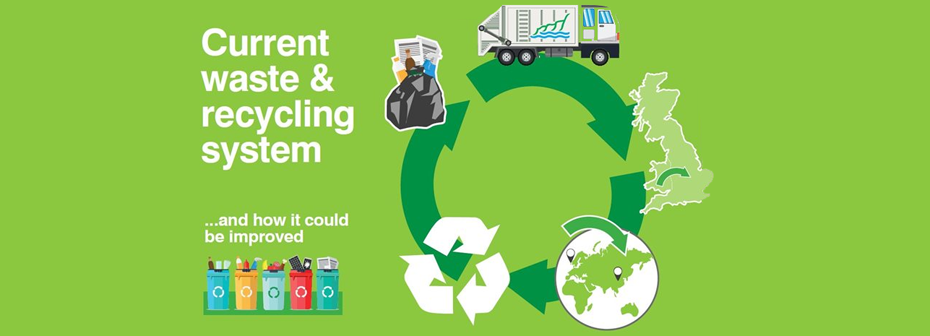 Current
waste &
recycling
system
...and how it could
be improved